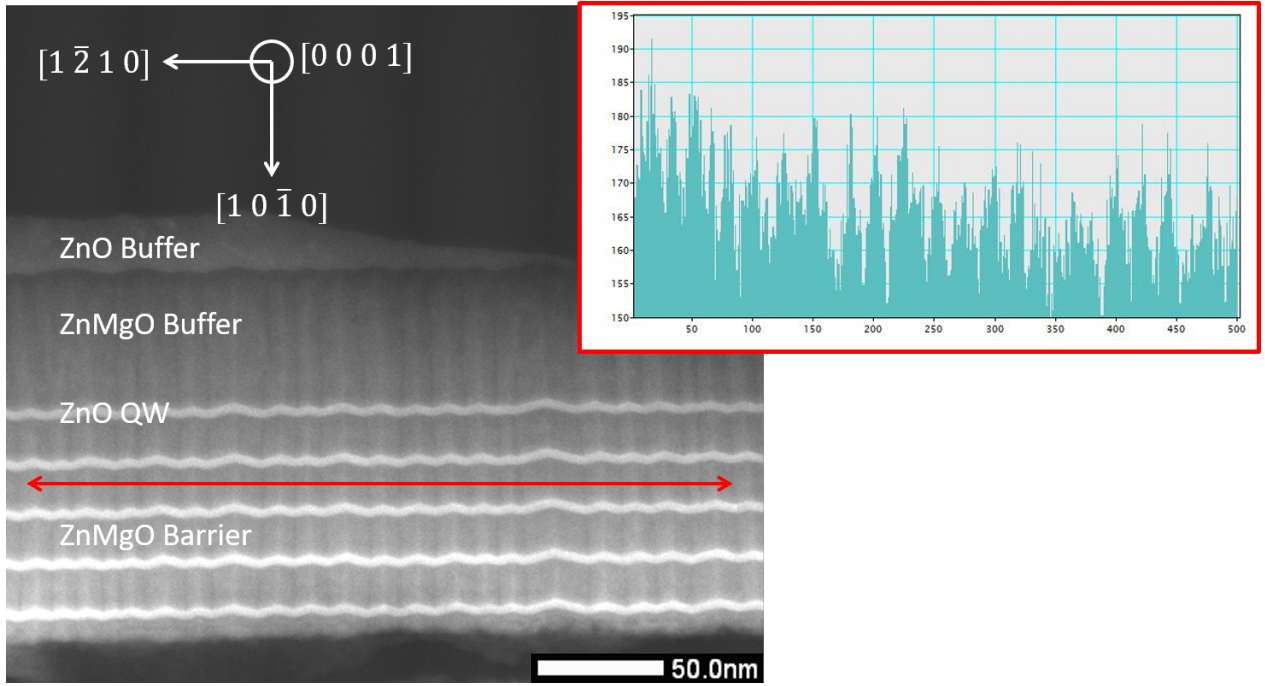 [1 2̅ 1 0]
[0 0 0 1]
[1 0 1̅ 0]
ZnO Buffer
ZnMgO Buffer
ZnO QW
ZnMgO Barrier
50.0nm
195
190
185
180
175
170
165
160
155
150
50 100 150 200 250 300 350 400 450 500